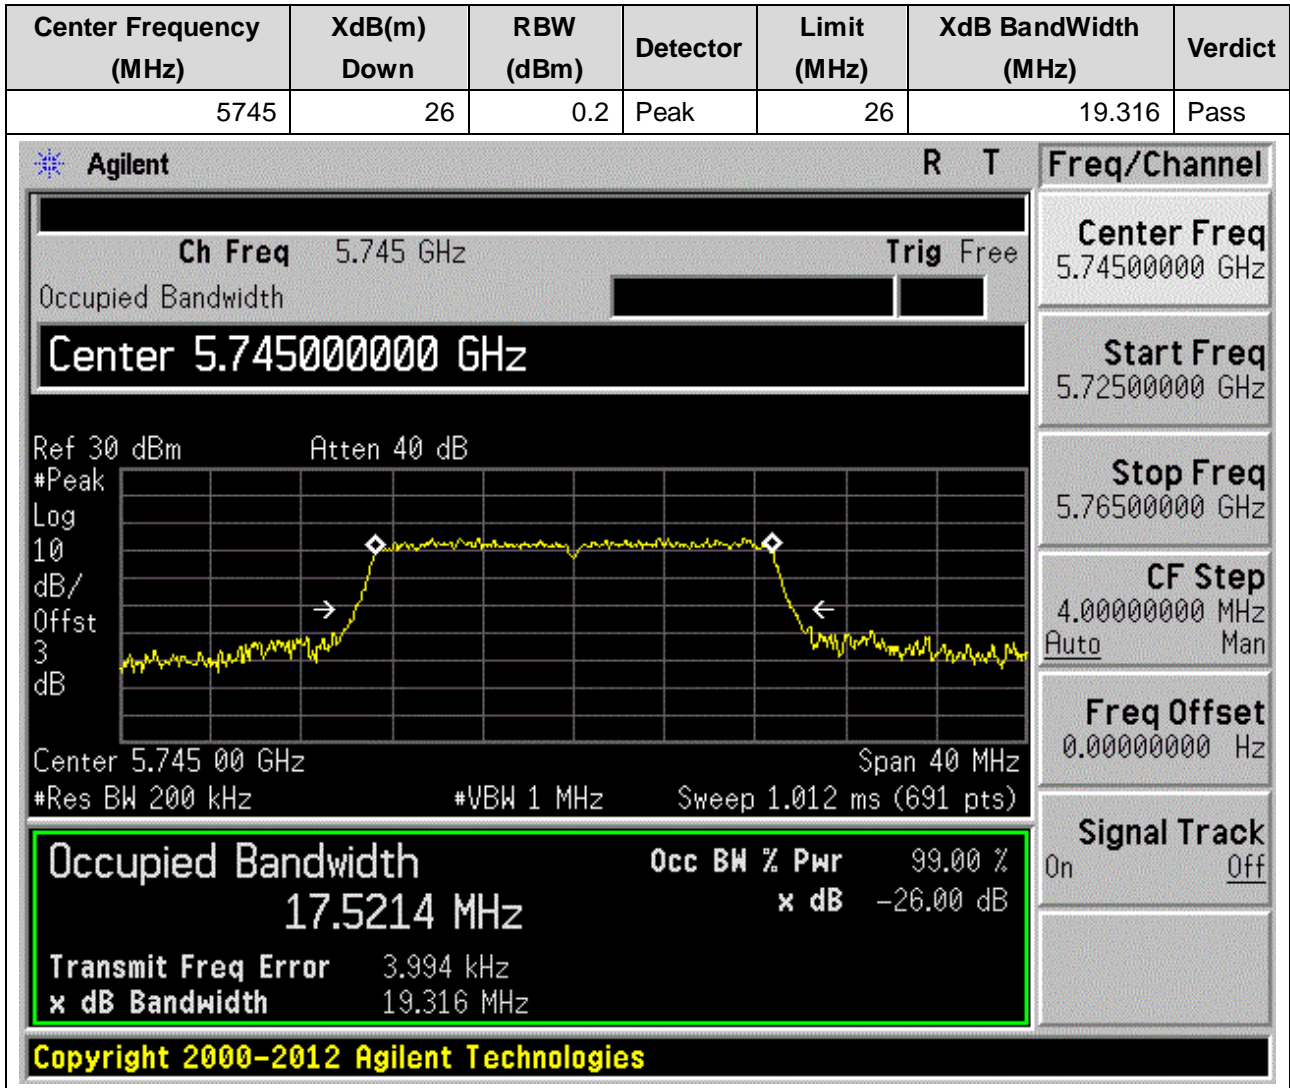 Center Frequency (MHz) XdB(m) Down RBW (dBm) Detector Limit (MHz) XdB BandWidth (MHz) Verdict
5745 26 0.2 Peak 26 19.316 Pass
Agilent R T Freq/Channel
Ch Freq 5.745 GHz Trig Free
Occupied Bandwidth
Center 5.745000000 GHz
Ref 30 dBm Atten 40 dB
#Peak
Log
10
dB/
Offst
3
dB
Center 5.745 00 GHz Span 40 MHz
#Res BW 200 kHz #VBW 1 MHz Sweep 1.012 ms (691 pts)
Occupied Bandwidth Occ BW % Pwr 99.00 %
17.5214 MHz x dB -26.00 dB
Transmit Freq Error 3.994 kHz
x dB Bandwidth 19.316 MHz
Center Freq
5.74500000 GHz
Start Freq
5.72500000 GHz
Stop Freq
5.76500000 GHz
CF Step
4.00000000 MHz
Auto Man
Freq Offset
0.00000000 Hz
Signal Track
On Off
Copyright 2000-2012 Agilent Technologies